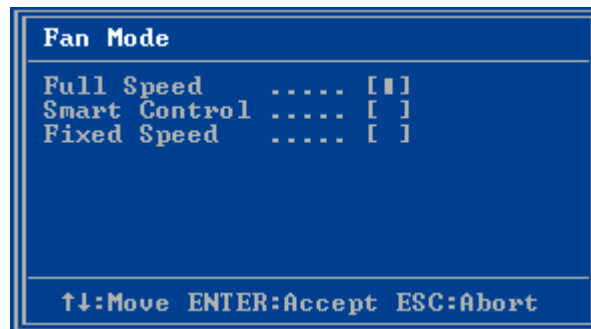 Fan Mode
Full Speed ..... [▮]
Smart Control ..... [ ]
Fixed Speed ..... [ ]
↑↓:Move ENTER:Accept ESC:Abort